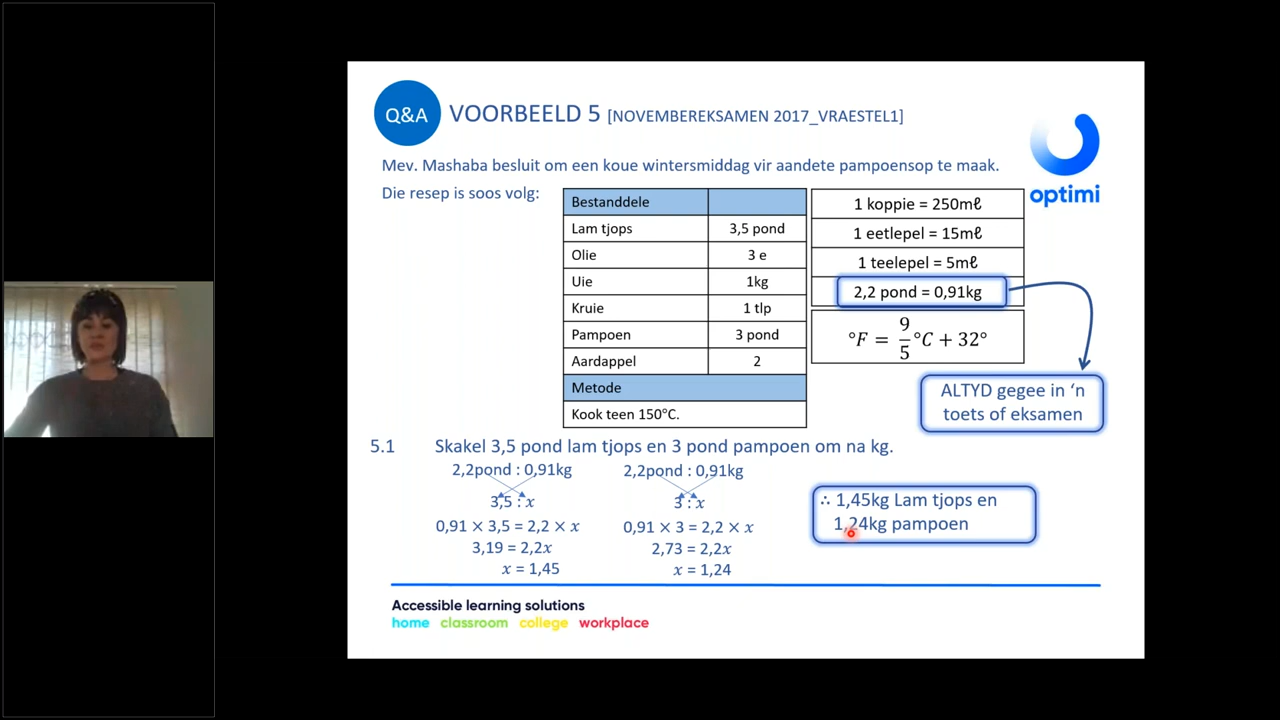 Q&A
VOORBEELD 5 [NOVEMBEREKSAMEN 2017_VRAESTEL1]
optimi
Mev. Mashaba besluit om een koue wintersmiddag vir aandete pampoensop te maak.
Die resep is soos volg:
Bestanddele
Lam tjops 3,5 pond
Olie 3 e
Uie 1kg
Kruie 1 tlp
Pampoen 3 pond
Aardappel 2
Metode
Kook teen 150°C.
1 koppie = 250mℓ
1 eetlepel = 15mℓ
1 teelepel = 5mℓ
2,2 pond = 0,91kg
°F = 9/5 °C + 32°
ALTYD gegee in ‘n
toets of eksamen
5.1 Skakel 3,5 pond lam tjops en 3 pond pampoen om na kg.
2,2pond : 0,91kg
3,5 : x
0,91 × 3,5 = 2,2 × x
3,19 = 2,2x
x = 1,45
2,2pond : 0,91kg
3 : x
0,91 × 3 = 2,2 × x
2,73 = 2,2x
x = 1,24
∴ 1,45kg Lam tjops en
1,24kg pampoen
Accessible learning solutions
home classroom college workplace